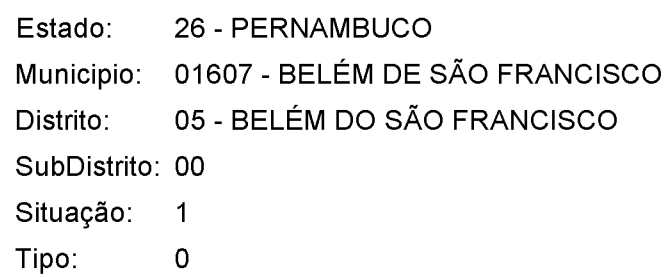 Estado: 26 - PERNAMBUCO
Municipio: 01607 - BELÉM DE SÃO FRANCISCO
Distrito: 05 - BELÉM DO SÃO FRANCISCO
SubDistrito: 00
Situação: 1
Tipo: 0